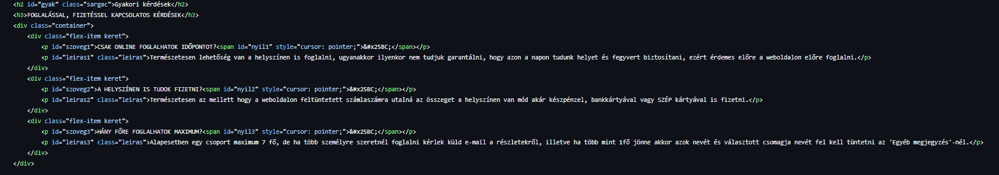 <h2 id="gyak" class="sargac">Gyakori kérdések</h2>
<h3>FOGLALÁSSAL, FIZETÉSSEL KAPCSOLATOS KÉRDÉSEK</h3>
<div class="container">
<div class="flex-item keret">
<p id="szoveg1">CSAK ONLINE FOGLALHATOK IDŐPONTOT?<span id="nyil1" style="cursor: pointer;">&#x25BC;</span></p>
<p id="leiras1" class="leiras">Természetesen lehetőség van a helyszínen is foglalni, ugyanakkor ilyenkor nem tudjuk garantálni, hogy azon a napon tudunk helyet és fegyvert biztosítani, ezért érdemes előre a weboldalon előre foglalni.</p>
</div>
<div class="flex-item keret">
<p id="szoveg2">A HELYSZÍNEN IS TUDOK FIZETNI?<span id="nyil2" style="cursor: pointer;">&#x25BC;</span></p>
<p id="leiras2" class="leiras">Természetesen az mellett hogy a weboldalon feltüntetett számlaszámra utalná az összeget a helyszínen van mód akár készpénzel, bankkártyával vagy SZÉP kártyával is fizetni.</p>
</div>
<div class="flex-item keret">
<p id="szoveg3">HÁNY FŐRE FOGLALHATOK MAXIMUM?<span id="nyil3" style="cursor: pointer;">&#x25BC;</span></p>
<p id="leiras3" class="leiras">Alapesetben egy csoport maximum 7 fő, de ha több személyre szeretnél foglalni kérlek küld e-mail a részletekről, illetve ha több mint 1fő jönne akkor azok nevét és választott csomagja nevét fel kell tüntetni az 'Egyéb megjegyzés'-nél.</p>
</div>
</div>